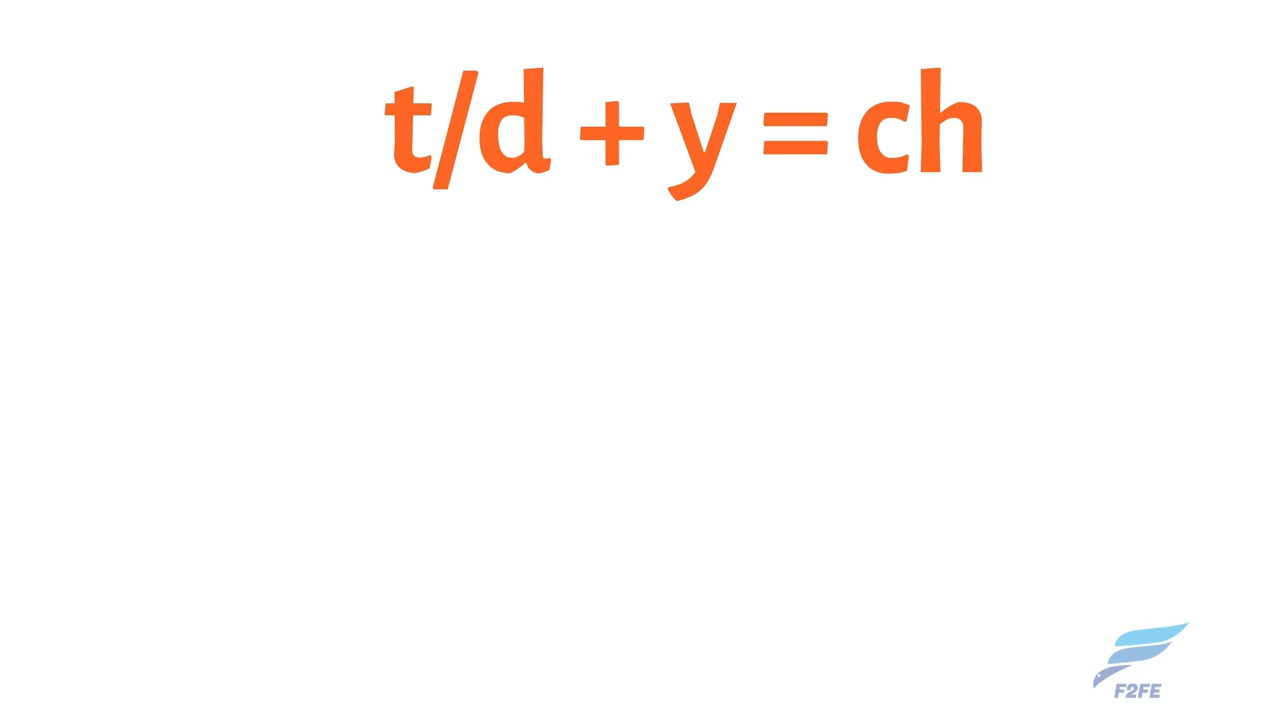 t/d + y = ch
F2FE